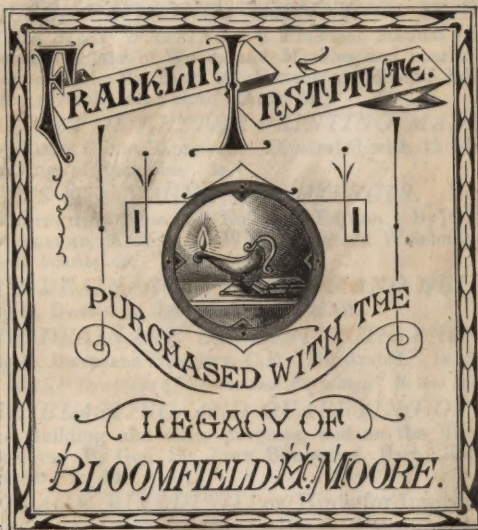 FRANKLIN INSTITUTE.
PURCHASED WITH THE
LEGACY OF
BLOOMFIELD H. MOORE.